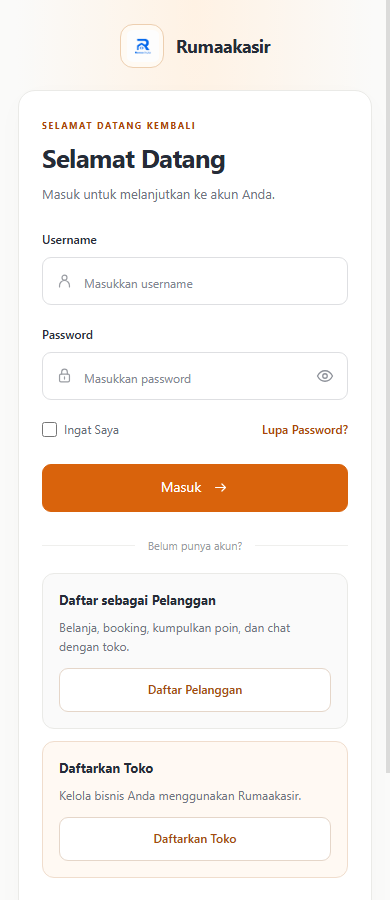 Rumaakasir
SELAMAT DATANG KEMBALI
Selamat Datang
Masuk untuk melanjutkan ke akun Anda.
Username
Masukkan username
Password
Masukkan password
Ingat Saya
Lupa Password?
Masuk →
Belum punya akun?
Daftar sebagai Pelanggan
Belanja, booking, kumpulkan poin, dan chat
dengan toko.
Daftar Pelanggan
Daftarkan Toko
Kelola bisnis Anda menggunakan Rumaakasir.
Daftarkan Toko